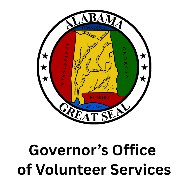 ALABAMA
GREAT SEAL
Governor's Office
of Volunteer Services